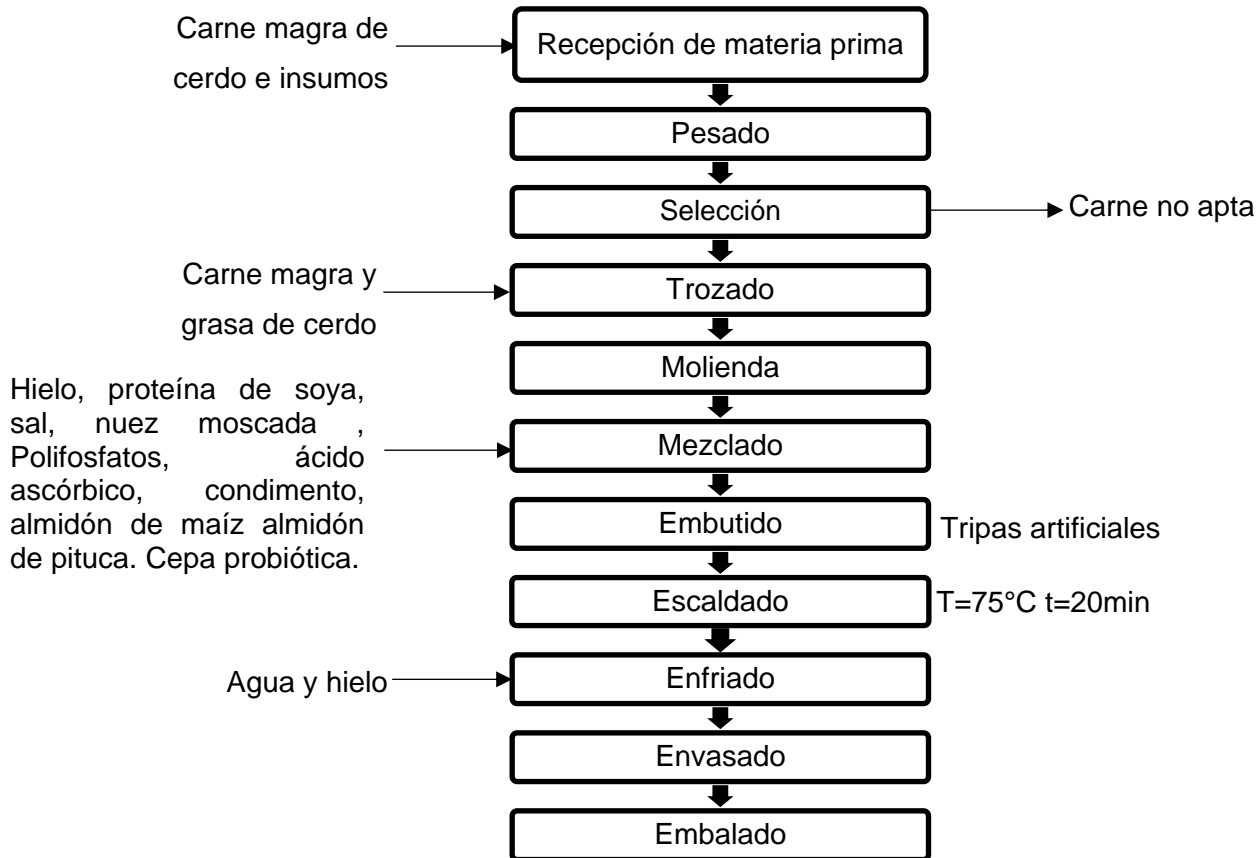 Carne magra de
cerdo e insumos
Recepción de materia prima
Pesado
Selección
Carne no apta
Carne magra y
grasa de cerdo
Trozado
Molienda
Hielo, proteína de soya,
sal, nuez moscada ,
Polifosfatos, ácido
ascórbico, condimento,
almidón de maíz almidón
de pituca. Cepa probiótica.
Mezclado
Embutido
Tripas artificiales
Escaldado
T=75°C t=20min
Agua y hielo
Enfriado
Envasado
Embalado